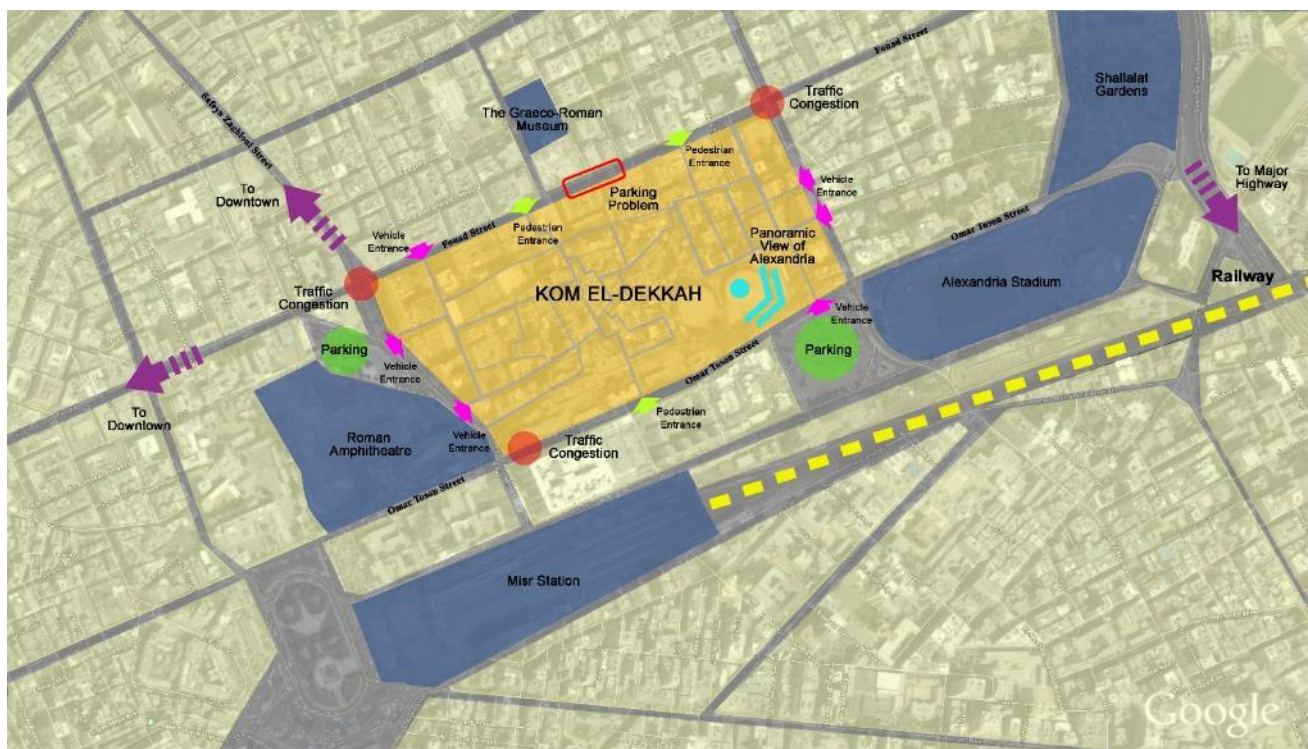 Fouad Street
Shallalat
Gardens
Traffic
Congestion
The Graeco-Roman
Museum
Safeya Zaghloul Street
Pedestrian
Entrance
To Major
Highway
Vehicle
Entrance
To
Downtown
Parking
Problem
Pedestrian
Entrance
Omar Toson Street
Vehicle
Entrance
Fouad Street
Panoramic
View of
Alexandria
Railway
Alexandria Stadium
KOM EL-DEKKAH
Traffic
Congestion
Vehicle
Entrance
Parking
Parking
Omar Toson Street
Vehicle
Entrance
To
Downtown
Pedestrian
Entrance
Roman
Amphitheatre
Vehicle
Entrance
Traffic
Congestion
Omar Toson Street
Misr Station
Google